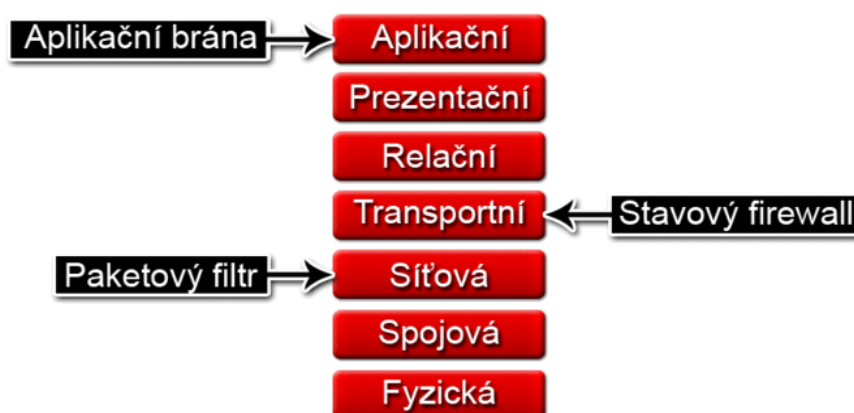 Aplikační brána
Aplikační
Prezentační
Relační
Transportní
Stavový firewall
Paketový filtr
Síťová
Spojová
Fyzická